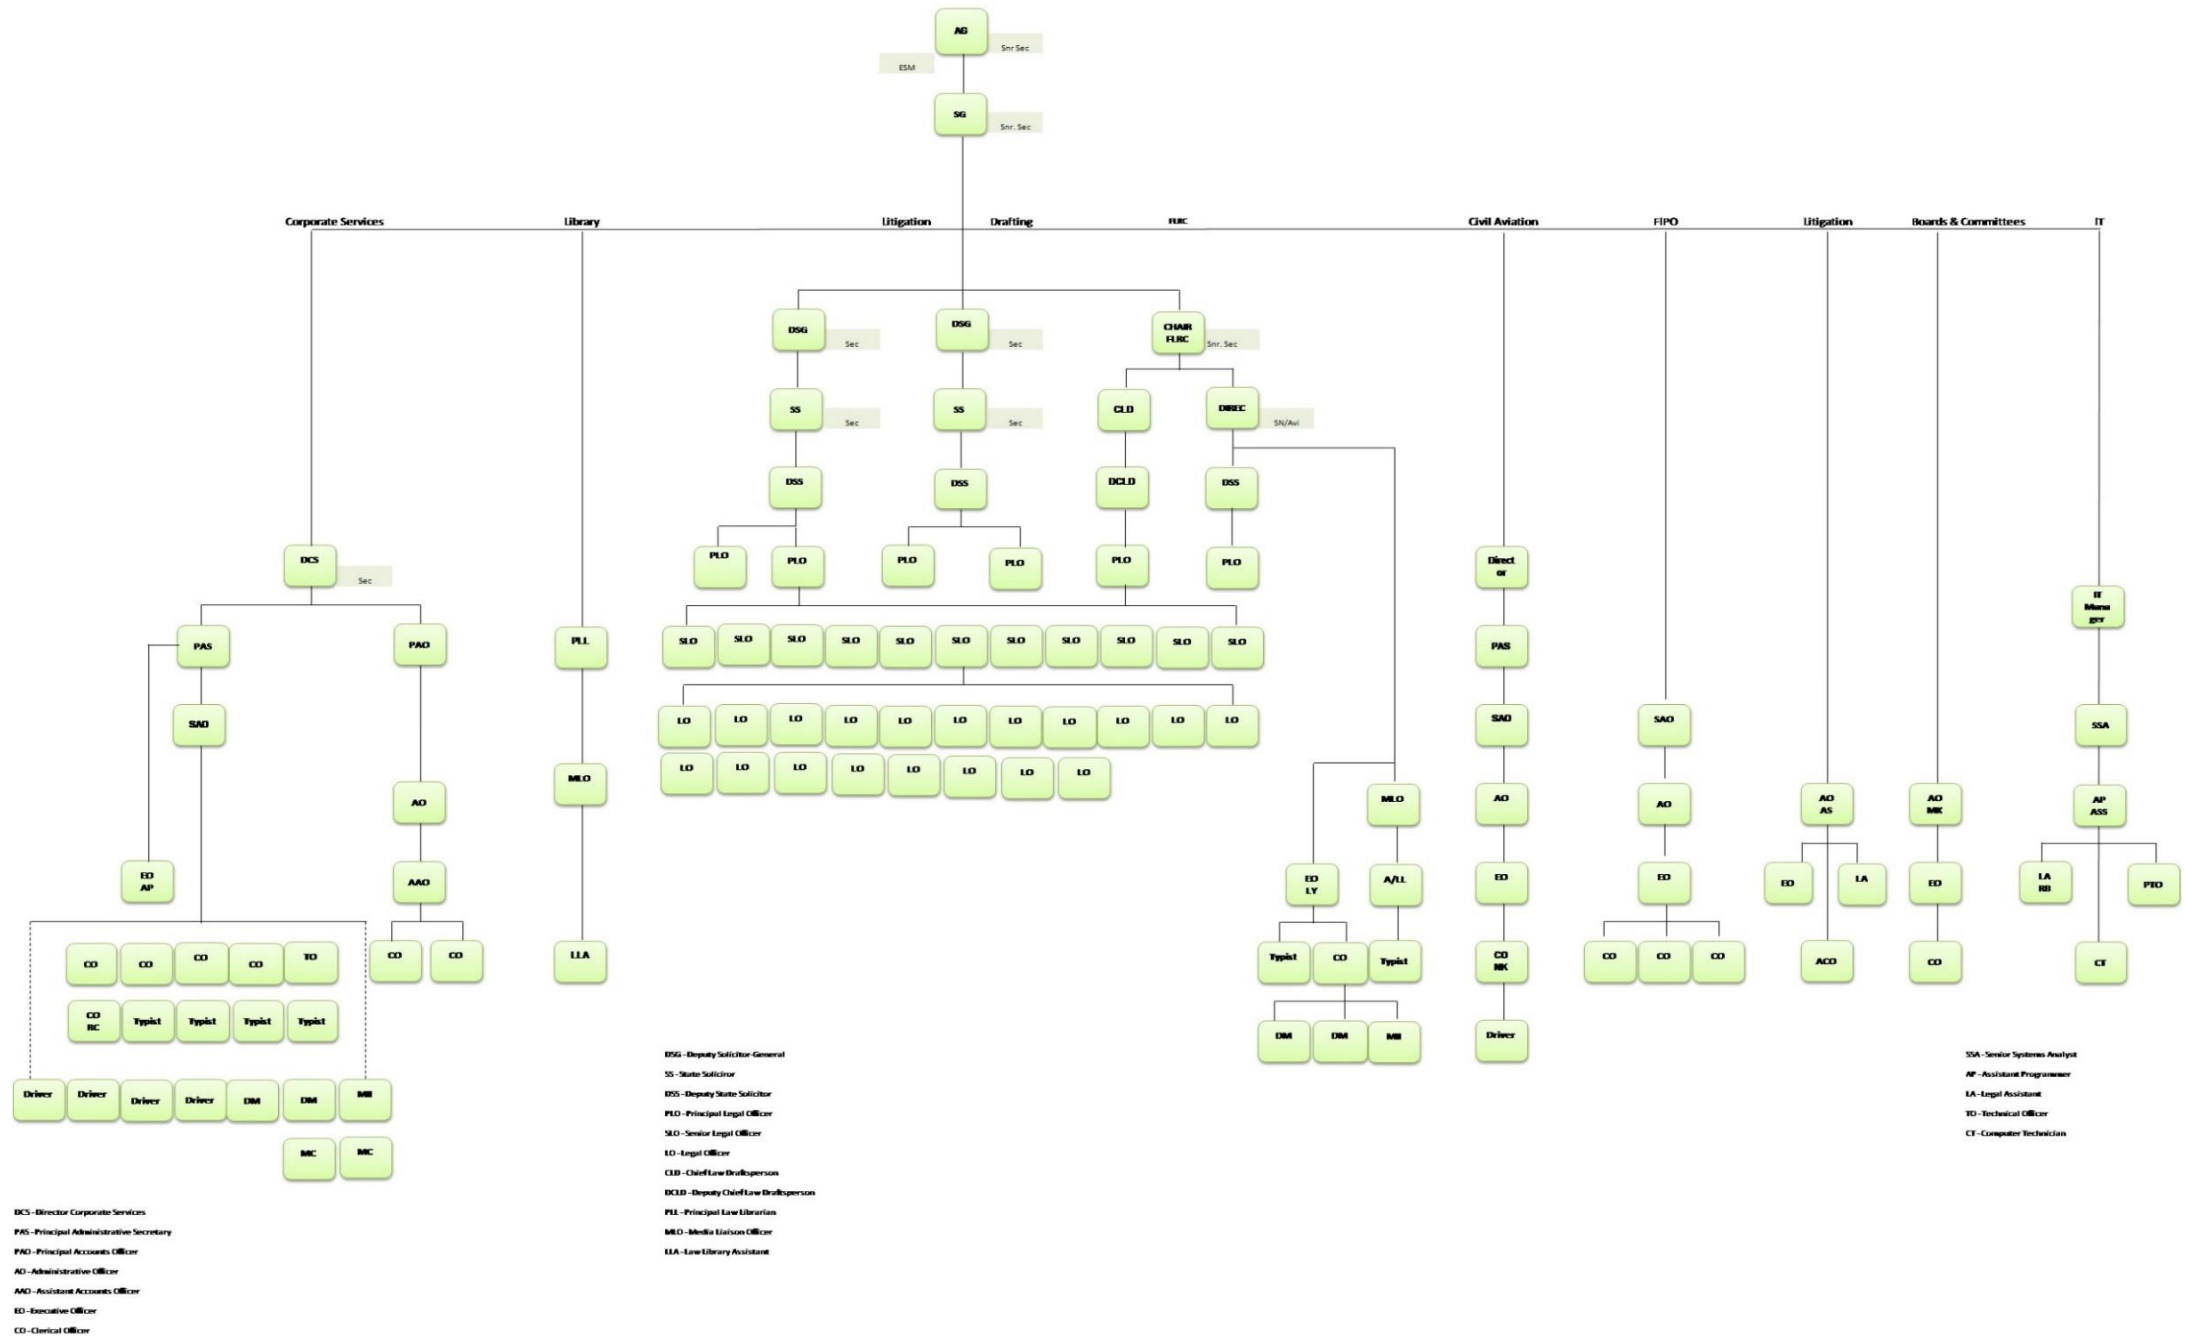 AG
Snr Sec
ESM
SG
Snr. Sec
Corporate Services
Library
Litigation
Drafting
FLRC
Civil Aviation
FIPO
Litigation
Boards & Committees
IT
DSG
Sec
DSG
Sec
CHAIR
FLRC
Snr. Sec
SS
Sec
SS
Sec
CLD
DIREC
SN/Avi
DSS
DSS
DCLD
DSS
DCS
Sec
PLO
PLO
PLO
PLO
PLO
PLO
Direct
or
IT
Mana
ger
PAS
PAO
PLL
SLO
SLO
SLO
SLO
SLO
SLO
SLO
SLO
SLO
SLO
SLO
PAS
SAO
LO
LO
LO
LO
LO
LO
LO
LO
LO
LO
LO
SAO
SAO
SSA
LO
LO
LO
LO
LO
LO
LO
LO
AO
MLO
MLO
AO
AO
AO
AS
AO
MK
AP
ASS
EO
AP
AAO
EO
LY
A/LL
EO
EO
EO
LA
EO
LA
RB
PTO
CO
CO
CO
CO
TO
CO
CO
LLA
Typist
CO
Typist
CO
NK
CO
CO
CO
ACO
CO
CT
CO
RC
Typist
Typist
Typist
Typist
DM
DM
MII
Driver
Driver
Driver
Driver
Driver
DM
DM
MII
MC
MC
DSG - Deputy Solicitor-General
SS - State Soliciror
DSS - Deputy State Solicitor
PLO - Principal Legal Officer
SLO - Senior Legal Officer
LO - Legal Officer
CLD - Chief Law Draftsperson
DCLD - Deputy Chief Law Draftsperson
PLL - Principal Law Librarian
MLO - Media Liaison Officer
LLA - Law Library Assistant
SSA - Senior Systems Analyst
AP - Assistant Programmer
LA - Legal Assistant
TO - Technical Officer
CT - Computer Technician
DCS - Director Corporate Services
PAS - Principal Administrative Secretary
PAO - Principal Accounts Officer
AO - Administrative Officer
AAO - Assistant Accounts Officer
EO - Executive Officer
CO - Clerical Officer